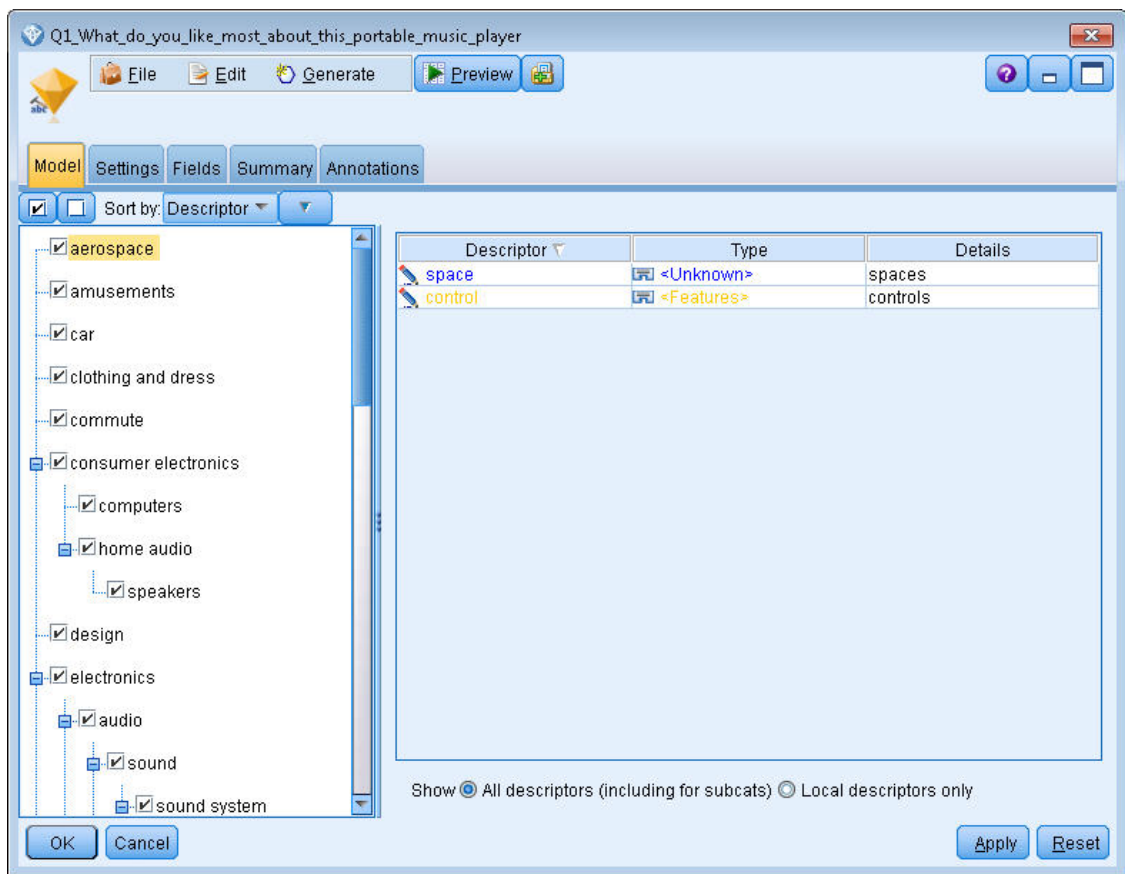 Q1_What_do_you_like_most_about_this_portable_music_player
File Edit Generate Preview
abc
Model Settings Fields Summary Annotations
Sort by: Descriptor
aerospace
amusements
car
clothing and dress
commute
consumer electronics
computers
home audio
speakers
design
electronics
audio
sound
sound system
Descriptor Type Details
space <Unknown> spaces
control <Features> controls
Show All descriptors (including for subcats) Local descriptors only
OK Cancel Apply Reset